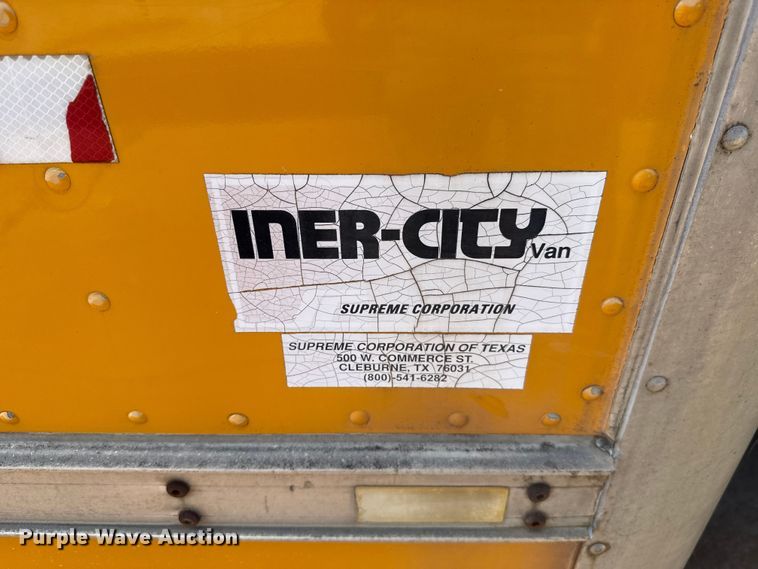 INER-CITY Van
SUPREME CORPORATION
SUPREME CORPORATION OF TEXAS
500 W. COMMERCE ST.
CLEBURNE, TX 76031
(800)-541-6282
Purple Wave Auction